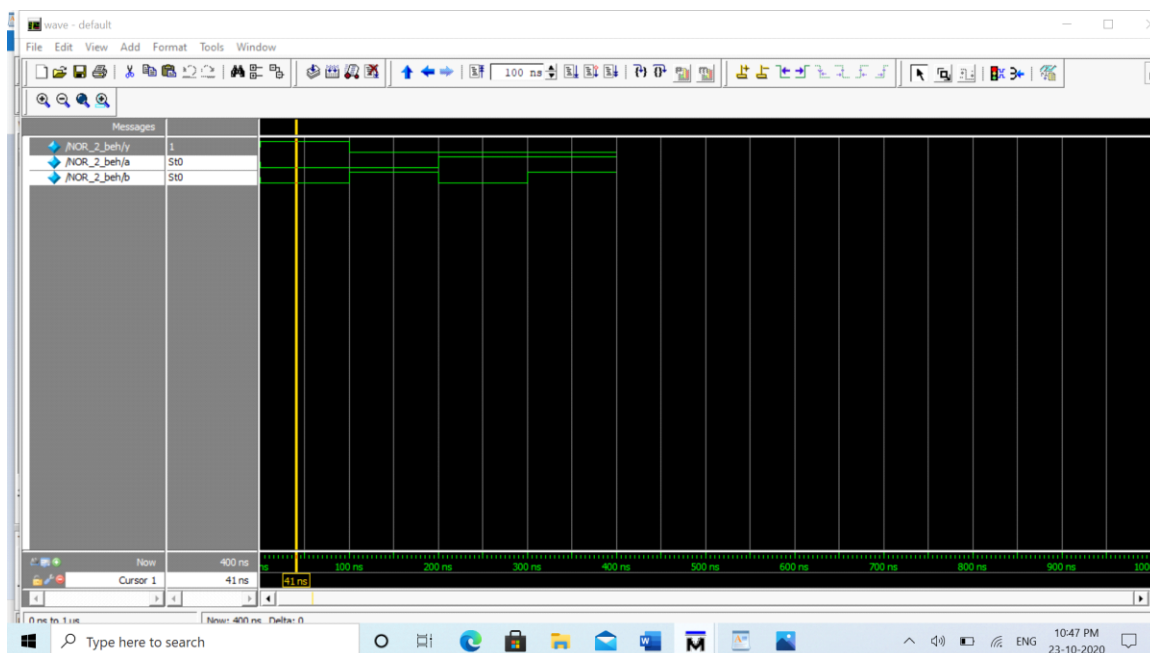 wave - default
File Edit View Add Format Tools Window
100 ns
Messages
/NOR_2_beh/y 1
/NOR_2_beh/a St0
/NOR_2_beh/b St0
Now 400 ns
ns 100 ns 200 ns 300 ns 400 ns 500 ns 600 ns 700 ns 800 ns 900 ns 100
Cursor 1 41 ns 41 ns
0 ns to 1 us Now: 400 ns Delta: 0
Type here to search ENG 10:47 PM
23-10-2020